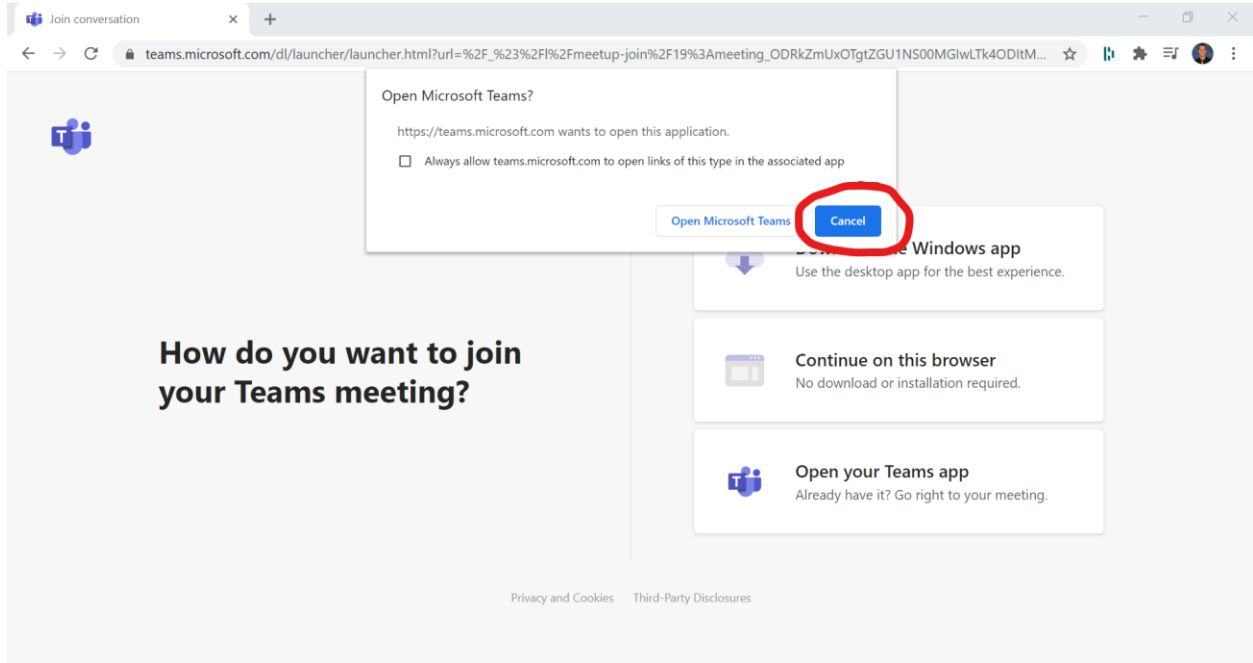 Join conversation
teams.microsoft.com/dl/launcher/launcher.html?url=%2F_%23%2Fl%2Fmeetup-join%2F19%3Ameeting_ODRkZmUxOTgtZGU1NS00MGIwLTk4ODItM...
Open Microsoft Teams?
https://teams.microsoft.com wants to open this application.
Always allow teams.microsoft.com to open links of this type in the associated app
Open Microsoft Teams
Cancel
Windows app
Use the desktop app for the best experience.
How do you want to join
your Teams meeting?
Continue on this browser
No download or installation required.
Open your Teams app
Already have it? Go right to your meeting.
Privacy and Cookies
Third-Party Disclosures